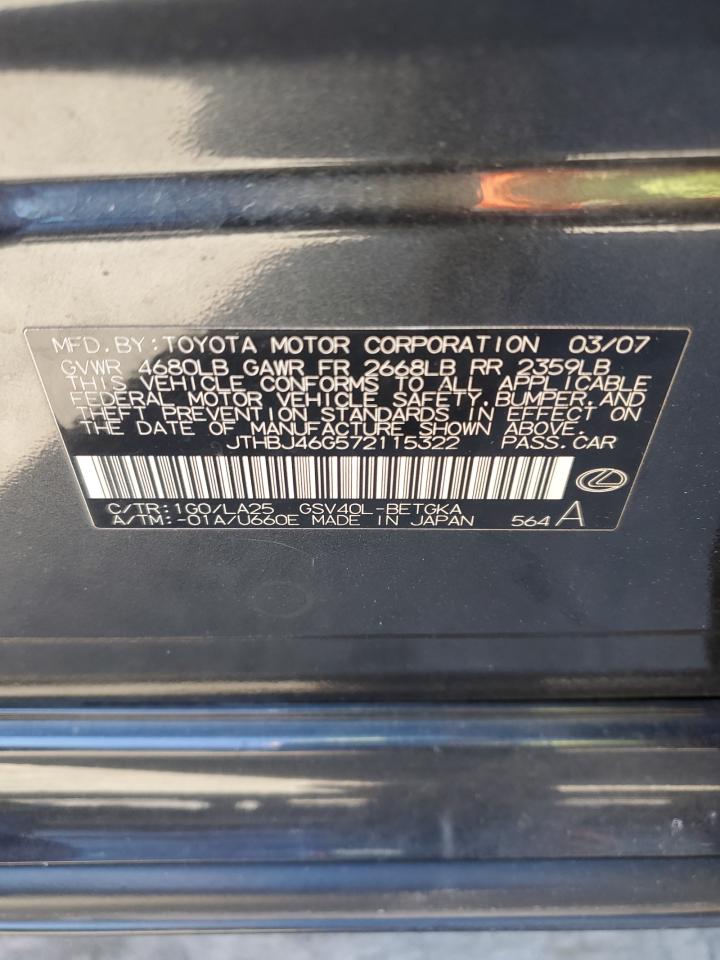 MFD. BY: TOYOTA MOTOR CORPORATION 03/07
GVWR 4680LB GAWR FR 2668LB RR 2359LB
THIS VEHICLE CONFORMS TO ALL APPLICABLE
FEDERAL MOTOR VEHICLE SAFETY, BUMPER, AND
THEFT PREVENTION STANDARDS IN EFFECT ON
THE DATE OF MANUFACTURE SHOWN ABOVE.
JTHBJ46G572115322 PASS. CAR
C/TR: 1G0/LA25 GSV40L-BETGKA
A/TM: -01A/U660E MADE IN JAPAN 564 A